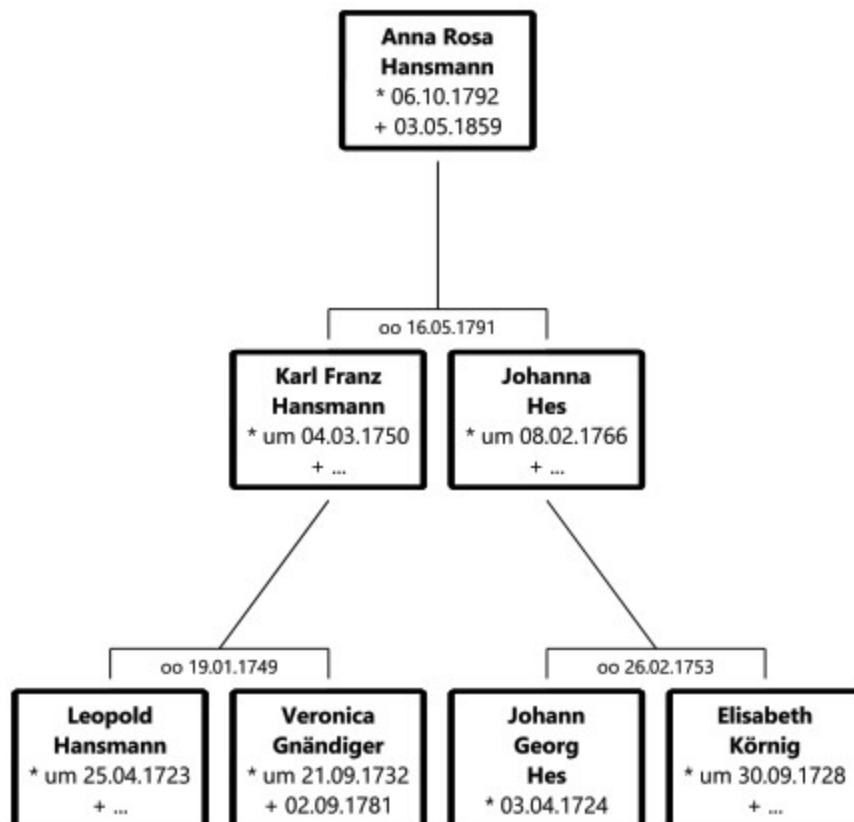 Anna Rosa
Hansmann
* 06.10.1792
+ 03.05.1859
oo 16.05.1791
Karl Franz
Hansmann
* um 04.03.1750
+ ...
Johanna
Hes
* um 08.02.1766
+ ...
oo 19.01.1749
oo 26.02.1753
Leopold
Hansmann
* um 25.04.1723
+ ...
Veronica
Gnändiger
* um 21.09.1732
+ 02.09.1781
Johann
Georg
Hes
* 03.04.1724
Elisabeth
Körnig
* um 30.09.1728
+ ...